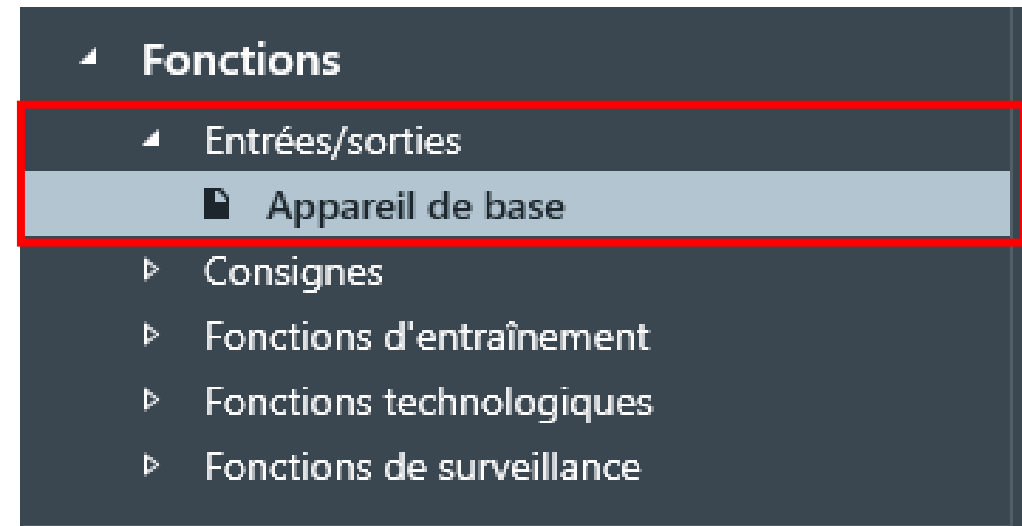 Fonctions
Entrées/sorties
Appareil de base
Consignes
Fonctions d'entraînement
Fonctions technologiques
Fonctions de surveillance